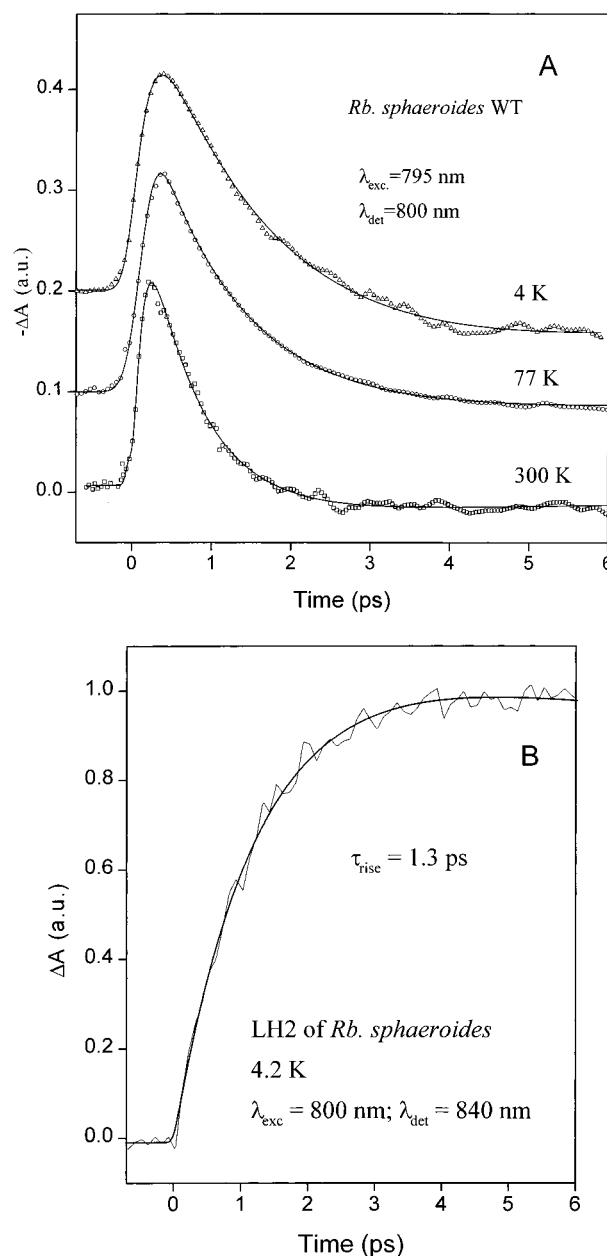 A
Rb. sphaeroides WT
λexc.=795 nm
λdet=800 nm
0.4
0.3
0.2
0.1
0.0
-ΔA (a.u.)
4 K
77 K
300 K
0 1 2 3 4 5 6
Time (ps)
B
1.0
0.8
0.6
0.4
0.2
0.0
ΔA (a.u.)
τrise = 1.3 ps
LH2 of Rb. sphaeroides
4.2 K
λexc = 800 nm; λdet = 840 nm
0 1 2 3 4 5 6
Time (ps)